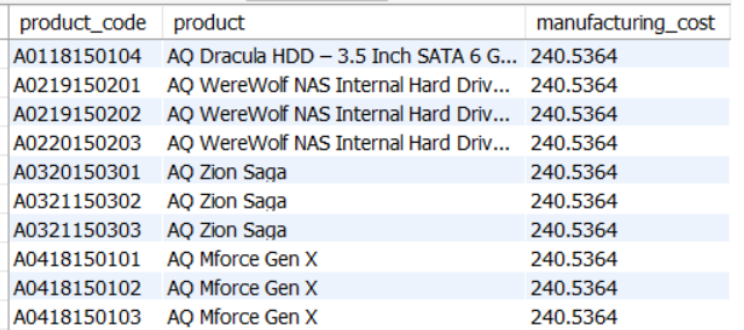 product_code product manufacturing_cost
A0118150104 AQ Dracula HDD – 3.5 Inch SATA 6 G... 240.5364
A0219150201 AQ WereWolf NAS Internal Hard Driv... 240.5364
A0219150202 AQ WereWolf NAS Internal Hard Driv... 240.5364
A0220150203 AQ WereWolf NAS Internal Hard Driv... 240.5364
A0320150301 AQ Zion Saga 240.5364
A0321150302 AQ Zion Saga 240.5364
A0321150303 AQ Zion Saga 240.5364
A0418150101 AQ Mforce Gen X 240.5364
A0418150102 AQ Mforce Gen X 240.5364
A0418150103 AQ Mforce Gen X 240.5364